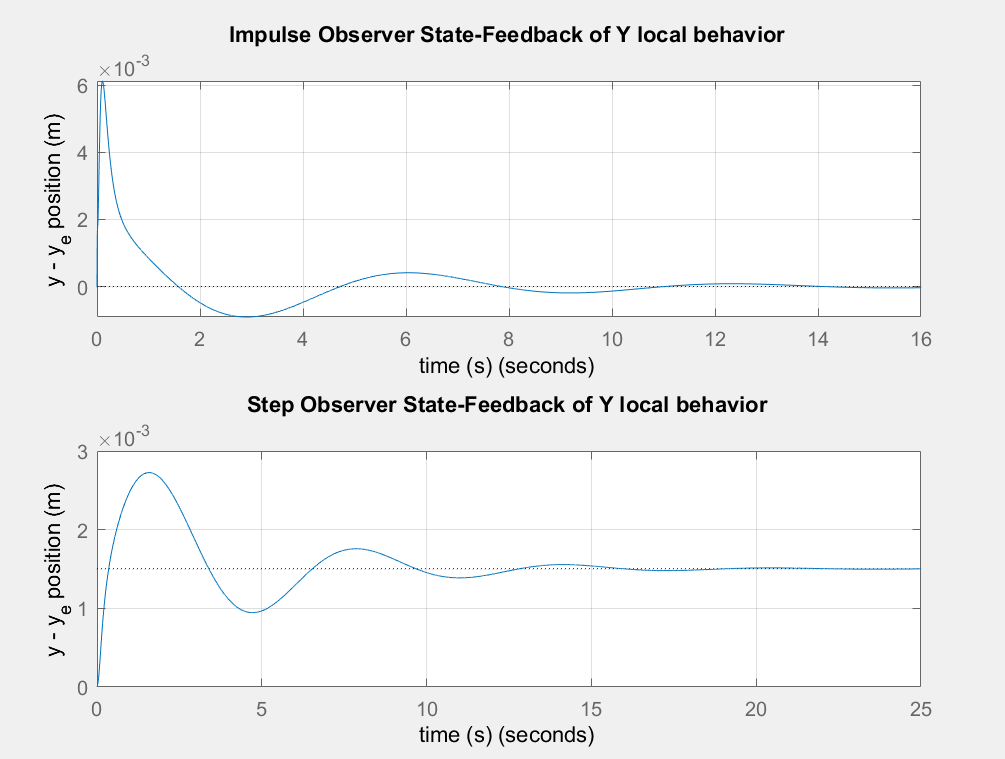 Impulse Observer State-Feedback of Y local behavior
×10-3
6
4
2
0
y - ye position (m)
0 2 4 6 8 10 12 14 16
time (s) (seconds)
Step Observer State-Feedback of Y local behavior
×10-3
3
2
1
0
y - ye position (m)
0 5 10 15 20 25
time (s) (seconds)